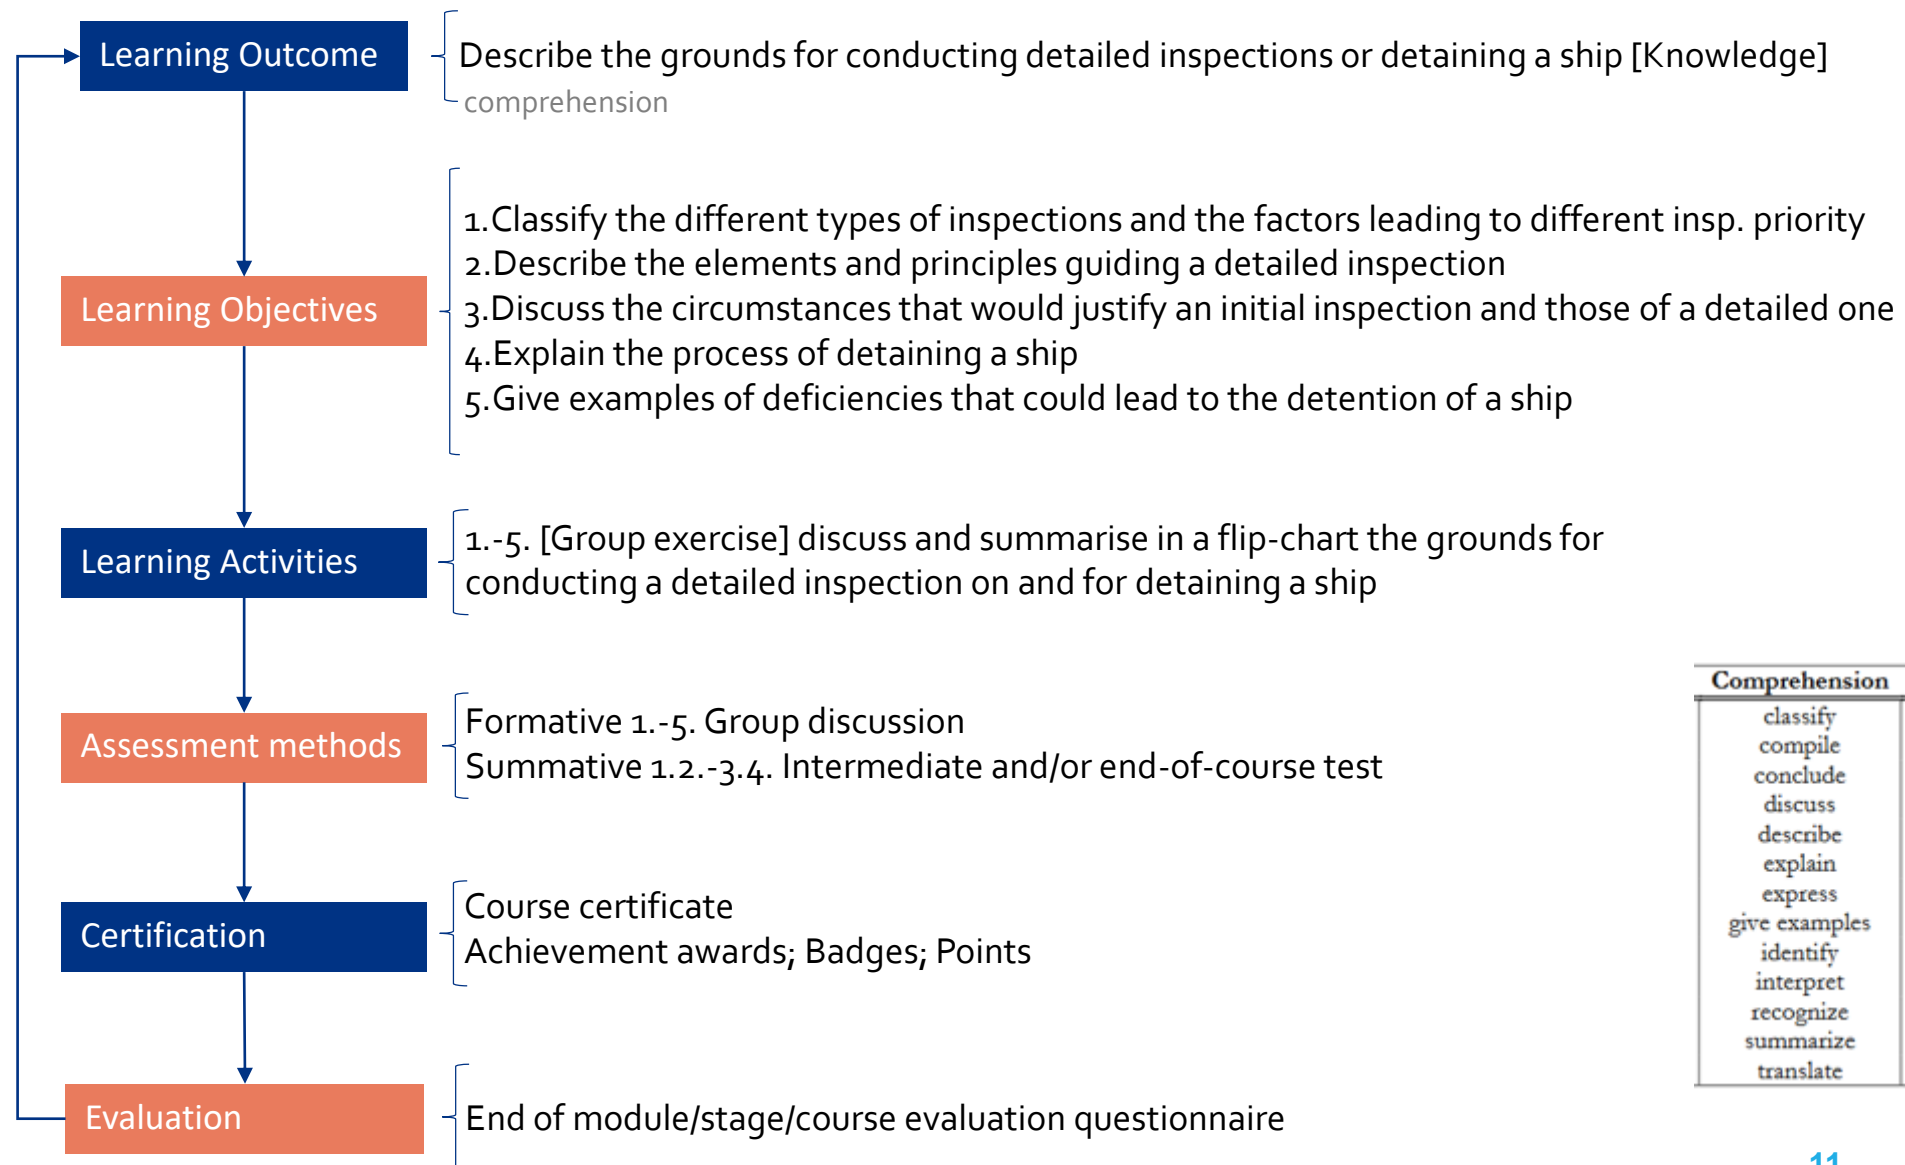 Learning Outcome
Describe the grounds for conducting detailed inspections or detaining a ship [Knowledge]
comprehension
Learning Objectives
1.Classify the different types of inspections and the factors leading to different insp. priority
2.Describe the elements and principles guiding a detailed inspection
3.Discuss the circumstances that would justify an initial inspection and those of a detailed one
4.Explain the process of detaining a ship
5.Give examples of deficiencies that could lead to the detention of a ship
Learning Activities
1.-5. [Group exercise] discuss and summarise in a flip-chart the grounds for
conducting a detailed inspection on and for detaining a ship
Assessment methods
Formative 1.-5. Group discussion
Summative 1.2.-3.4. Intermediate and/or end-of-course test
Certification
Course certificate
Achievement awards; Badges; Points
Evaluation
End of module/stage/course evaluation questionnaire
Comprehension
classify
compile
conclude
discuss
describe
explain
express
give examples
identify
interpret
recognize
summarize
translate
11